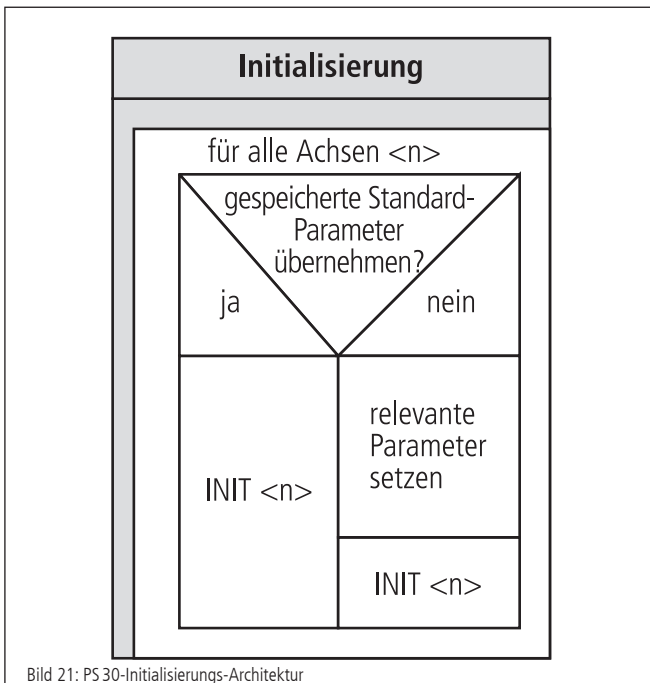 Initialisierung
für alle Achsen <n>
gespeicherte Standard-
Parameter
übernehmen?
ja
nein
INIT <n>
relevante
Parameter
setzen
INIT <n>
Bild 21: PS 30-Initialisierungs-Architektur